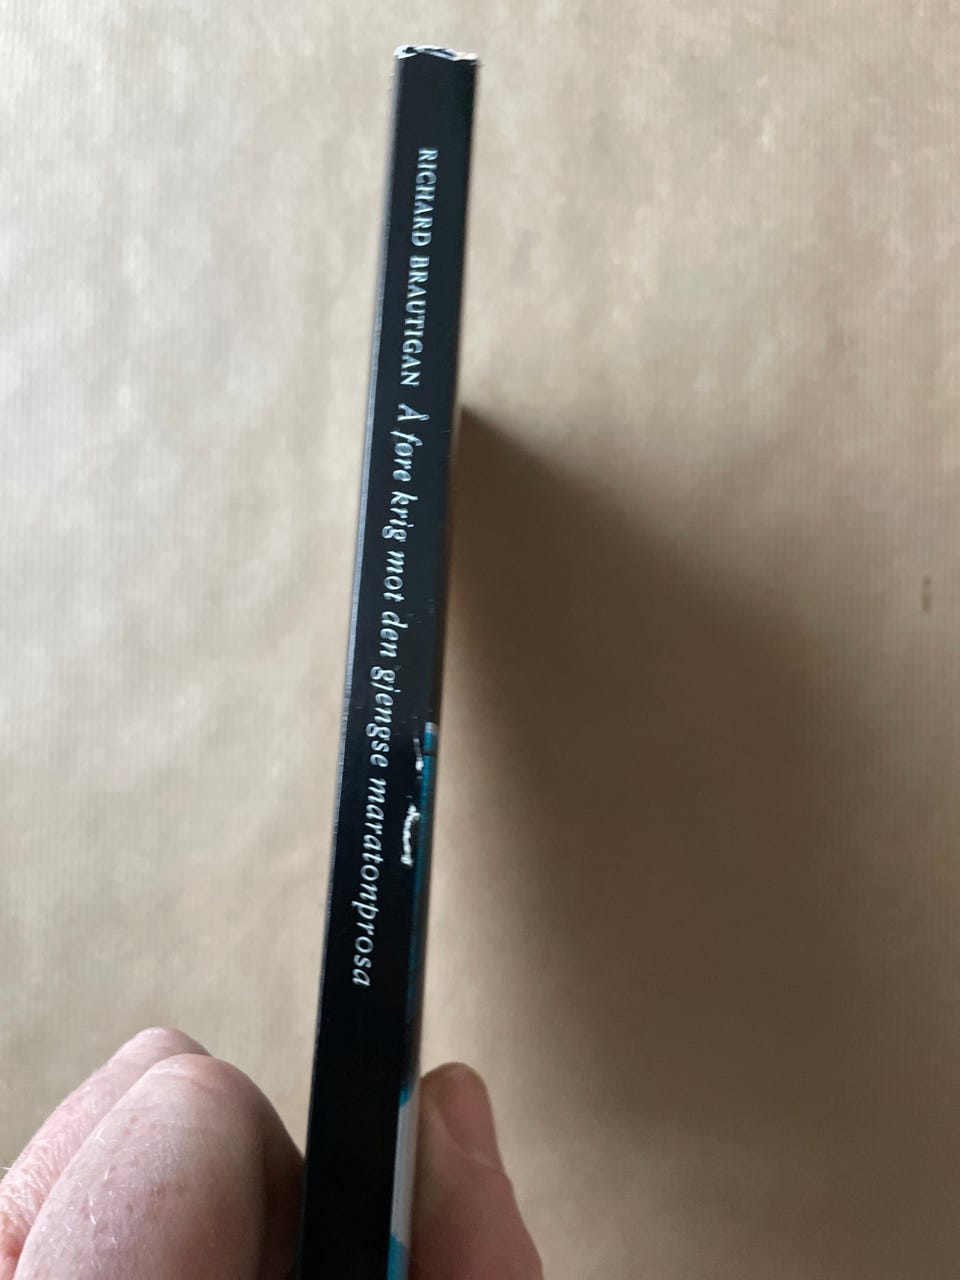 RICHARD BRAUTIGAN Å føre krig mot den gjengse maratonprosa